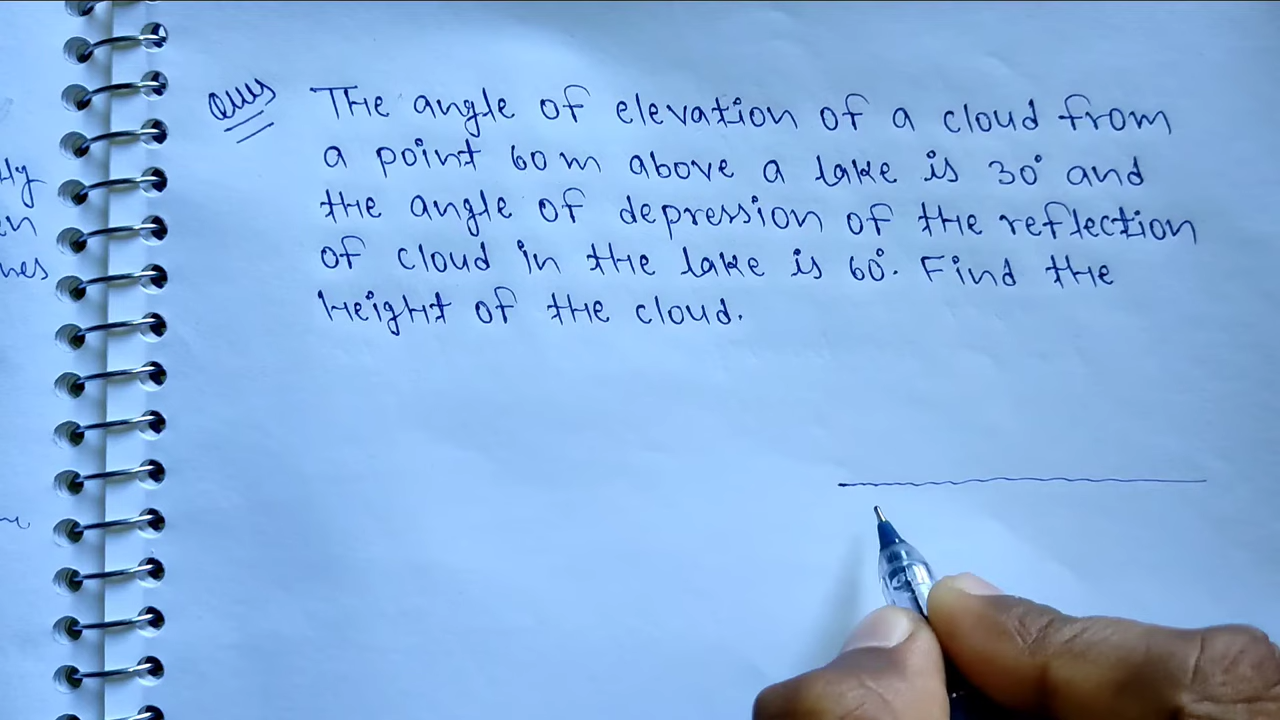 Ques The angle of elevation of a cloud from
a point 60 m above a lake is 30° and
the angle of depression of the reflection
of cloud in the lake is 60°. Find the
height of the cloud.